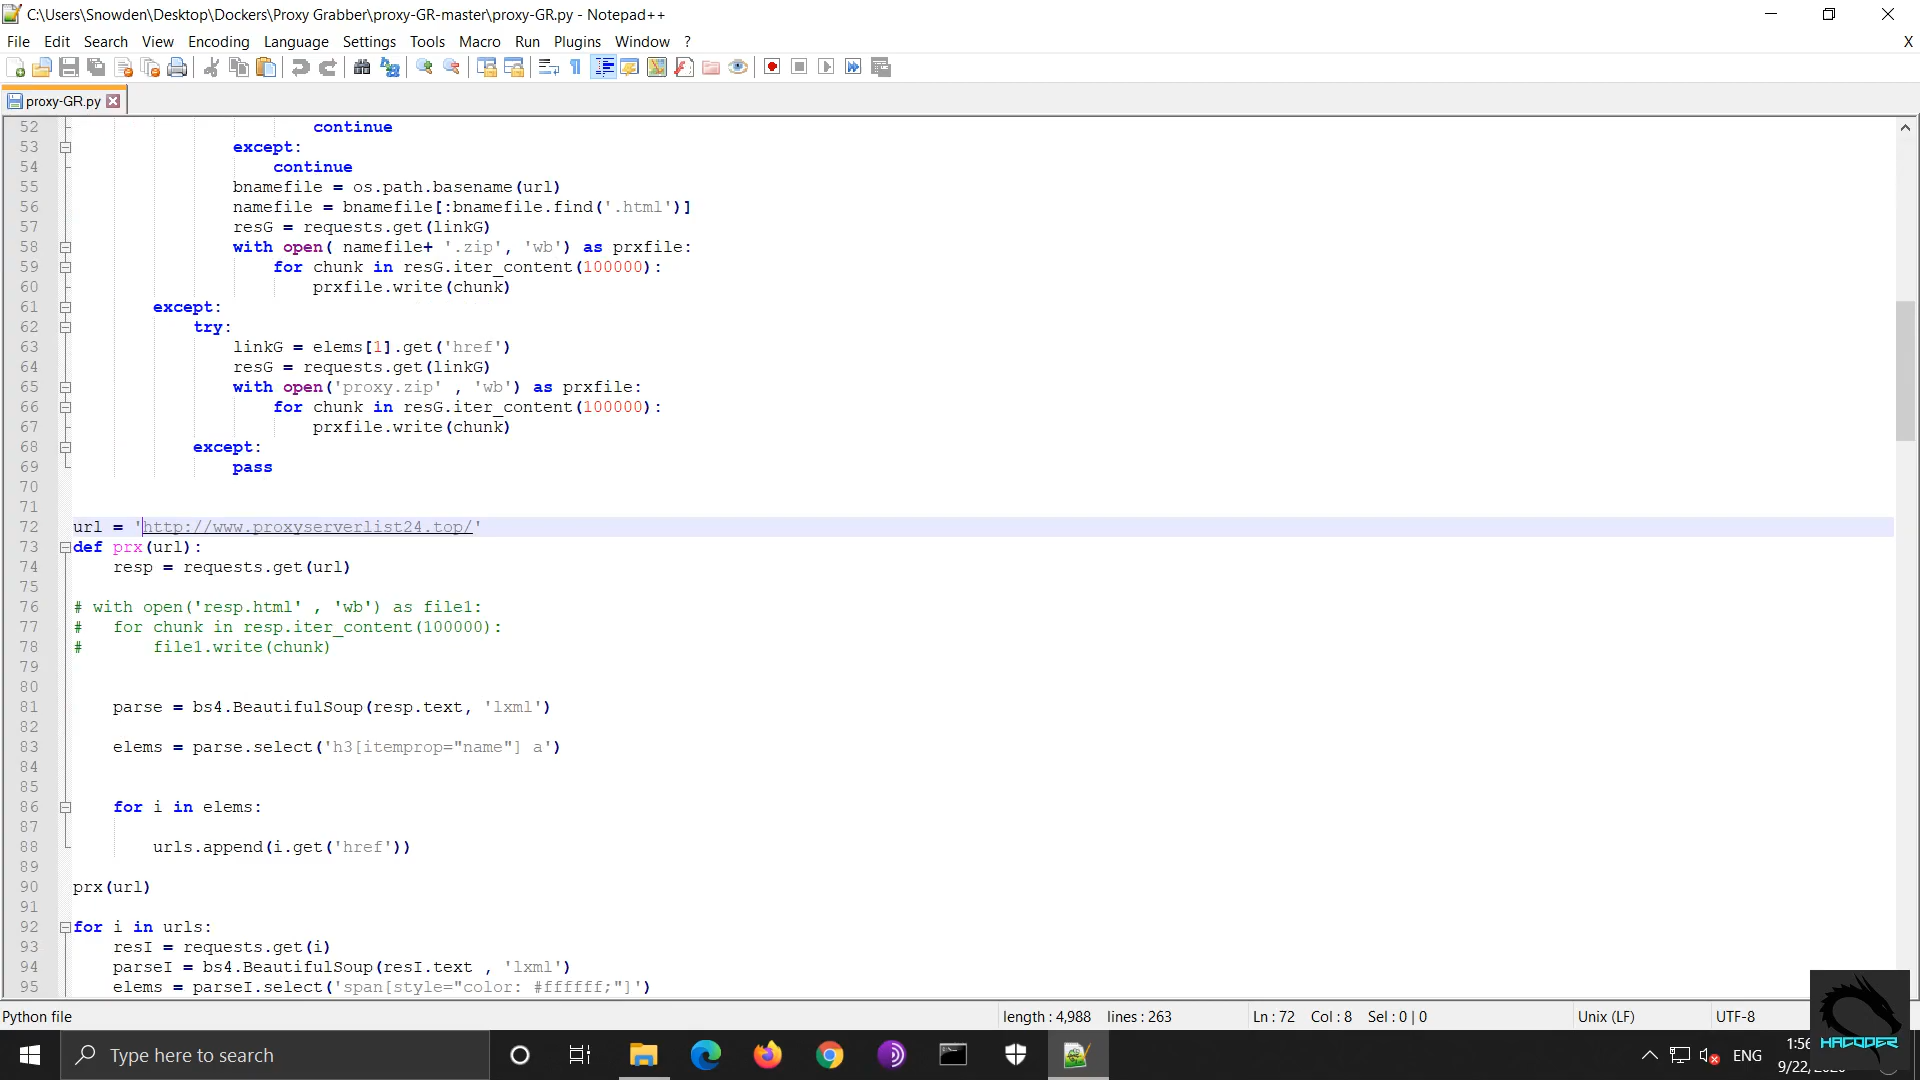 C:\Users\Snowden\Desktop\Dockers\Proxy Grabber\proxy-GR-master\proxy-GR.py - Notepad++
File Edit Search View Encoding Language Settings Tools Macro Run Plugins Window ? X
proxy-GR.py
52 continue
53 except:
54 continue
55 bnamefile = os.path.basename(url)
56 namefile = bnamefile[:bnamefile.find('.html')]
57 resG = requests.get(linkG)
58 with open( namefile+ '.zip', 'wb') as prxfile:
59 for chunk in resG.iter_content(100000):
60 prxfile.write(chunk)
61 except:
62 try:
63 linkG = elems[1].get('href')
64 resG = requests.get(linkG)
65 with open('proxy.zip' , 'wb') as prxfile:
66 for chunk in resG.iter_content(100000):
67 prxfile.write(chunk)
68 except:
69 pass
70
71
72 url = 'http://www.proxyserverlist24.top/'
73 def prx(url):
74 resp = requests.get(url)
75
76 # with open('resp.html' , 'wb') as file1:
77 # for chunk in resp.iter_content(100000):
78 # file1.write(chunk)
79
80
81 parse = bs4.BeautifulSoup(resp.text, 'lxml')
82
83 elems = parse.select('h3[itemprop="name"] a')
84
85
86 for i in elems:
87
88 urls.append(i.get('href'))
89
90 prx(url)
91
92 for i in urls:
93 resI = requests.get(i)
94 parseI = bs4.BeautifulSoup(resI.text , 'lxml')
95 elems = parseI.select('span[style="color: #ffffff;"]')
Python file length : 4,988 lines : 263 Ln : 72 Col : 8 Sel : 0 | 0 Unix (LF) UTF-8
HACODER
Type here to search ENG 1:56
9/22/